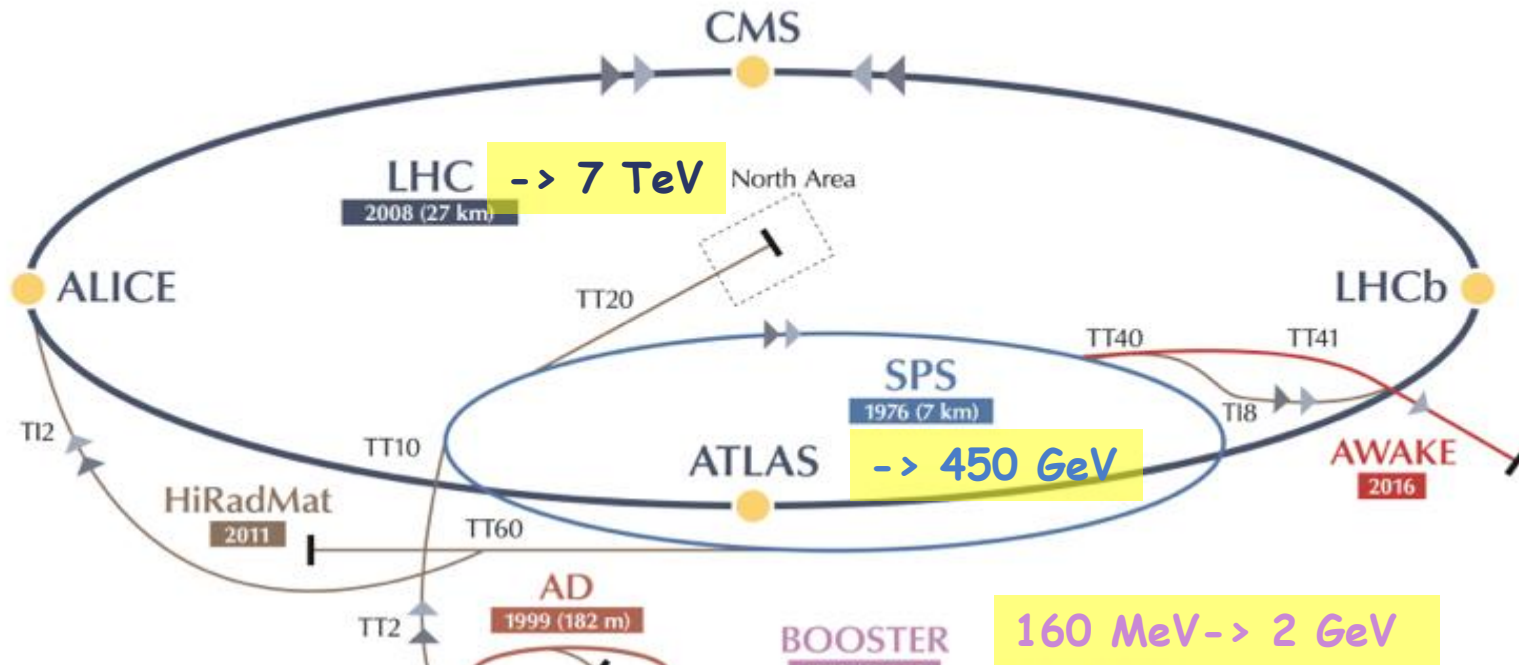 CMS
LHC -> 7 TeV
2008 (27 km)
North Area
ALICE
TT20
LHCb
TT40
TT41
SPS
1976 (7 km)
TI2
TI8
TT10
ATLAS
-> 450 GeV
AWAKE
2016
HiRadMat
2011
TT60
AD
1999 (182 m)
TT2
BOOSTER
160 MeV-> 2 GeV